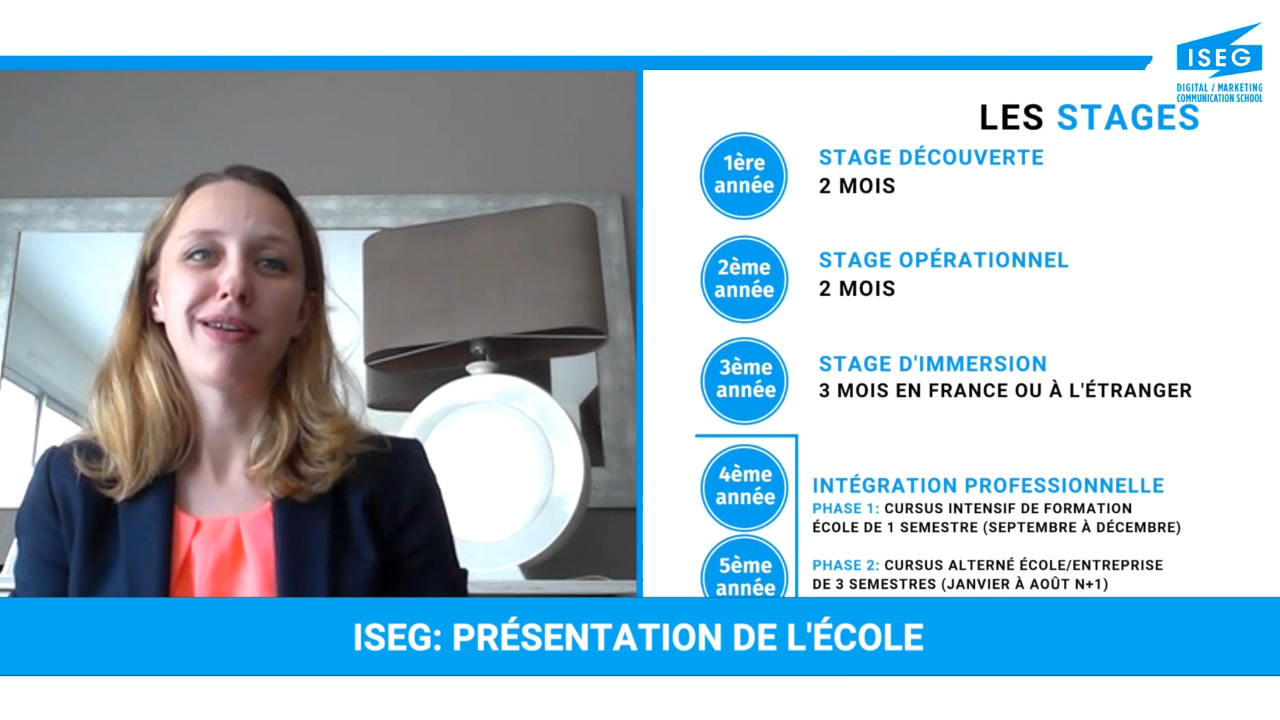 ISEG
DIGITAL / MARKETING
COMMUNICATION SCHOOL
LES STAGES
1ère
année
STAGE DÉCOUVERTE
2 MOIS
2ème
année
STAGE OPÉRATIONNEL
2 MOIS
3ème
année
STAGE D'IMMERSION
3 MOIS EN FRANCE OU À L'ÉTRANGER
4ème
année
INTÉGRATION PROFESSIONNELLE
PHASE 1: CURSUS INTENSIF DE FORMATION
ÉCOLE DE 1 SEMESTRE (SEPTEMBRE À DÉCEMBRE)
5ème
année
PHASE 2: CURSUS ALTERNÉ ÉCOLE/ENTREPRISE
DE 3 SEMESTRES (JANVIER À AOÛT N+1)
ISEG: PRÉSENTATION DE L'ÉCOLE